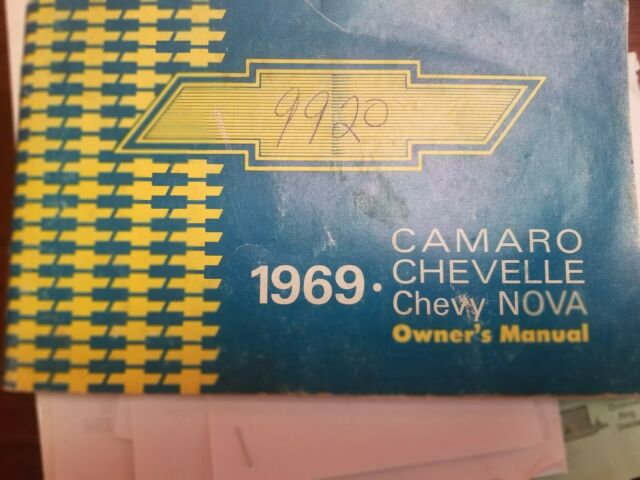 9920
CAMARO
1969 · CHEVELLE
Chevy NOVA
Owner's Manual